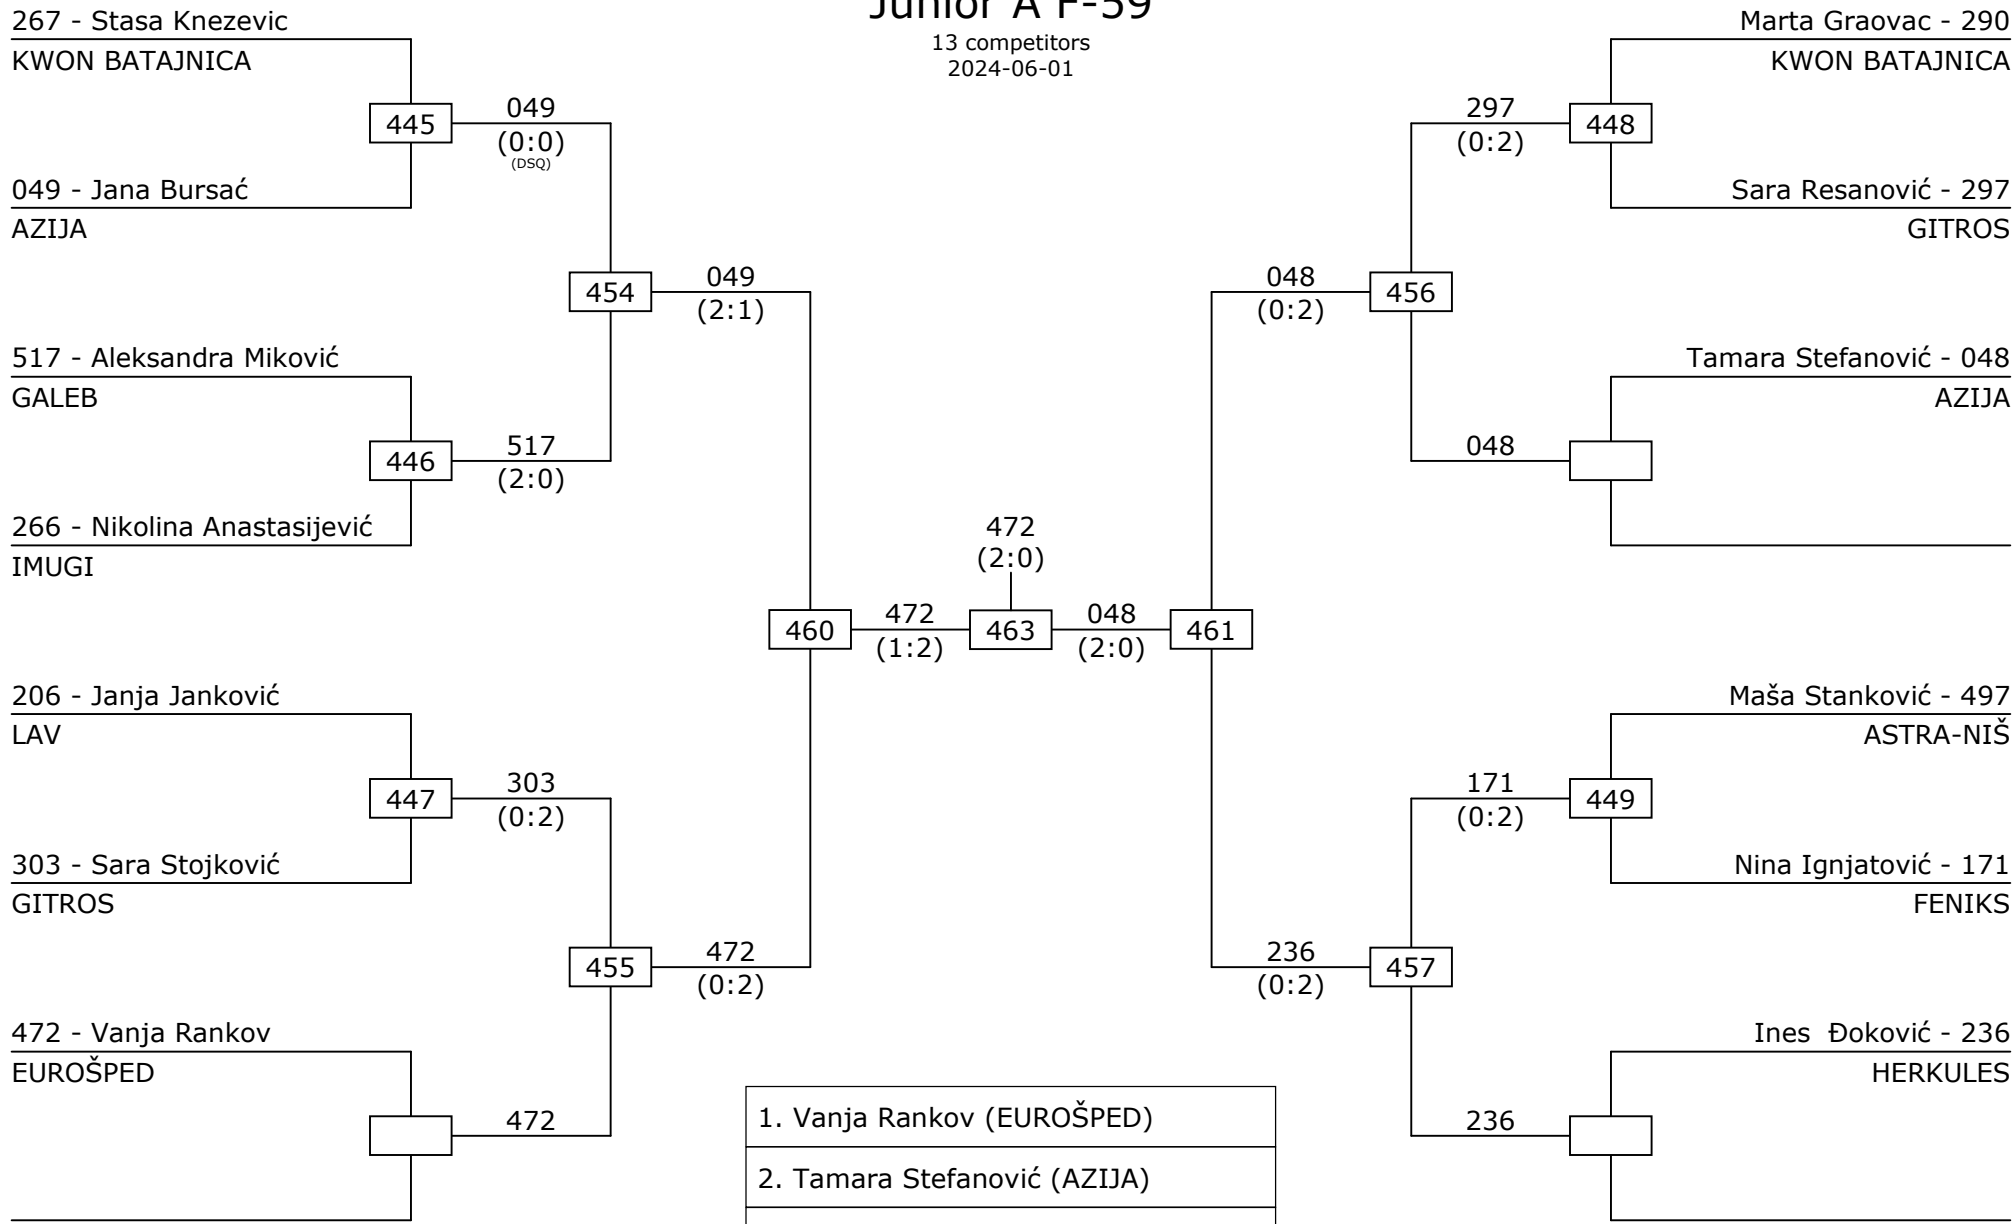 Junior A F-59
13 competitors
2024-06-01
267 - Stasa Knezevic
KWON BATAJNICA
445
049
(0:0)
(DSQ)
049 - Jana Bursać
AZIJA
454
049
(2:1)
517 - Aleksandra Miković
GALEB
446
517
(2:0)
266 - Nikolina Anastasijević
IMUGI
460
472
(1:2)
206 - Janja Janković
LAV
447
303
(0:2)
303 - Sara Stojković
GITROS
455
472
(0:2)
472 - Vanja Rankov
EUROŠPED
472
472
(2:0)
463
Marta Graovac - 290
KWON BATAJNICA
297
(0:2)
448
Sara Resanović - 297
GITROS
048
(0:2)
456
Tamara Stefanović - 048
AZIJA
048
048
(2:0)
461
Maša Stanković - 497
ASTRA-NIŠ
171
(0:2)
449
Nina Ignjatović - 171
FENIKS
236
(0:2)
457
Ines  Đoković - 236
HERKULES
236
1. Vanja Rankov (EUROŠPED)
2. Tamara Stefanović (AZIJA)